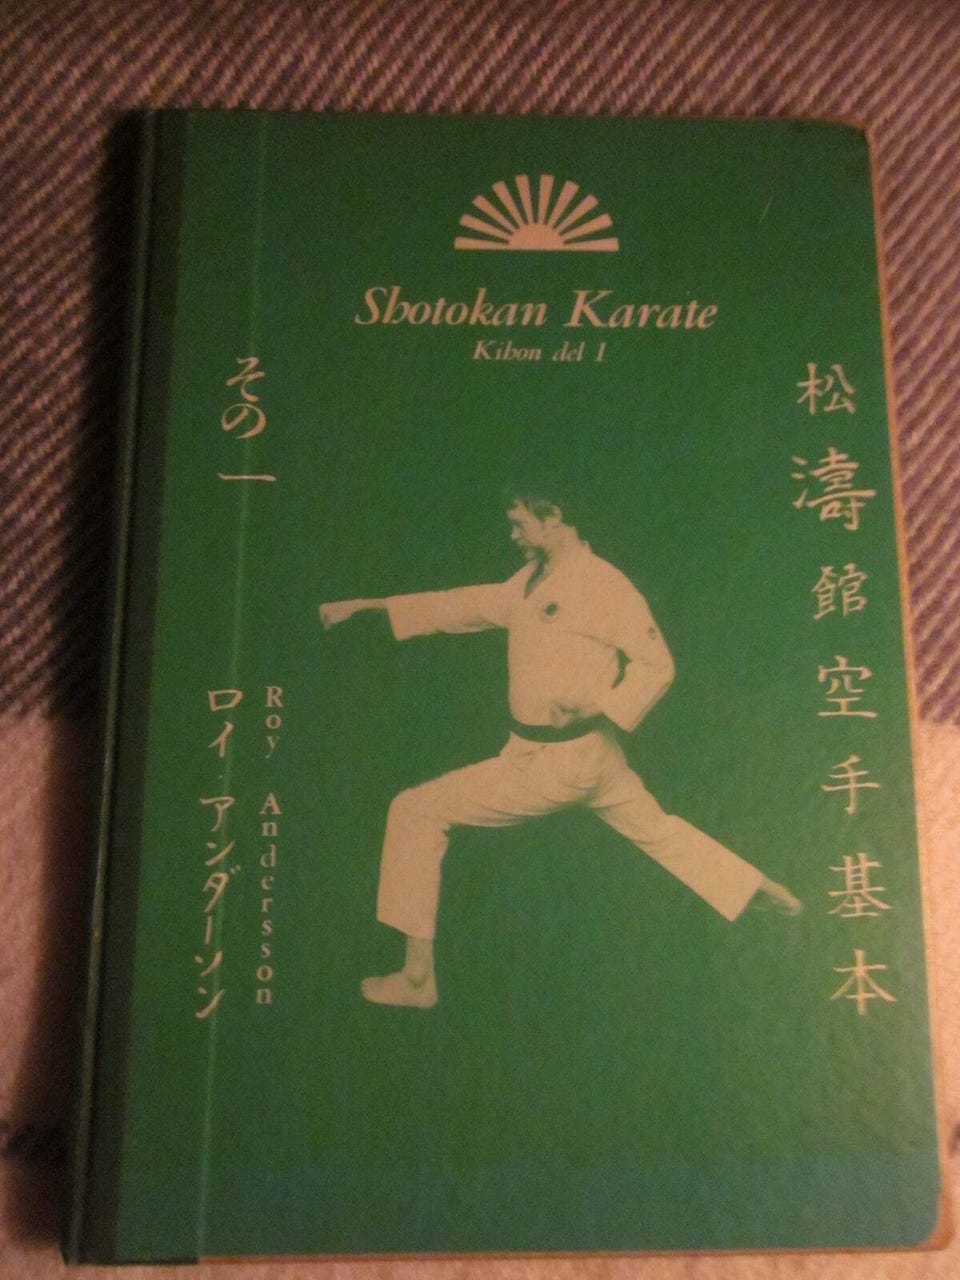 Shotokan Karate
Kihon del 1
松濤館空手基本
その一
Roy Andersson
ロイ・アンダーソン